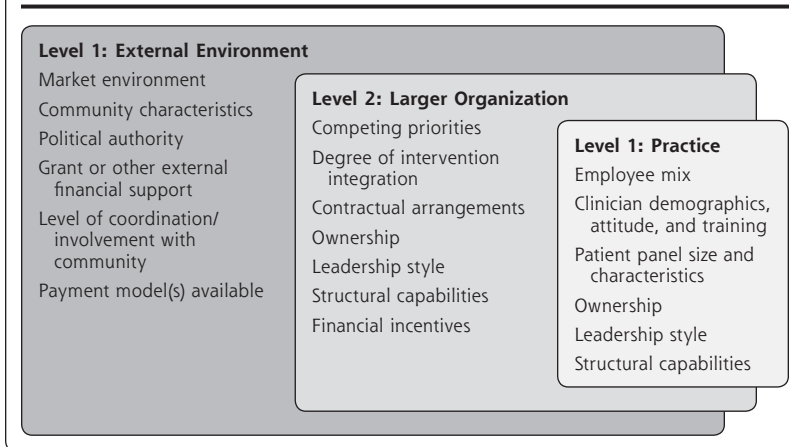 Level 1: External Environment
Market environment
Community characteristics
Political authority
Grant or other external
financial support
Level of coordination/
involvement with
community
Payment model(s) available
Level 2: Larger Organization
Competing priorities
Degree of intervention
integration
Contractual arrangements
Ownership
Leadership style
Structural capabilities
Financial incentives
Level 1: Practice
Employee mix
Clinician demographics,
attitude, and training
Patient panel size and
characteristics
Ownership
Leadership style
Structural capabilities